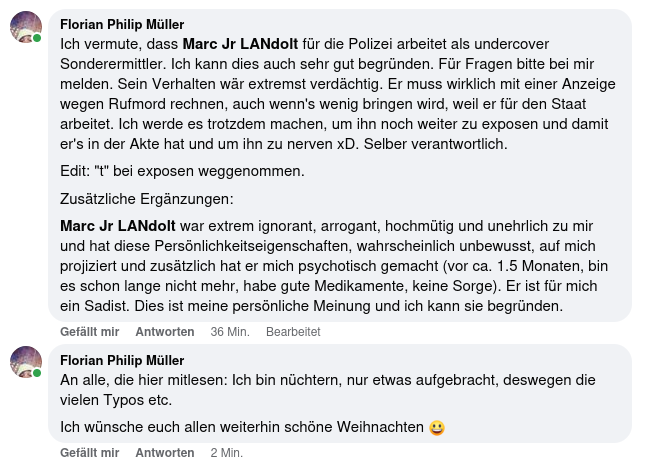 Florian Philip Müller
Ich vermute, dass Marc Jr LANdolt für die Polizei arbeitet als undercover
Sonderermittler. Ich kann dies auch sehr gut begründen. Für Fragen bitte bei mir
melden. Sein Verhalten wär extremst verdächtig. Er muss wirklich mit einer Anzeige
wegen Rufmord rechnen, auch wenn's wenig bringen wird, weil er für den Staat
arbeitet. Ich werde es trotzdem machen, um ihn noch weiter zu exposen und damit
er's in der Akte hat und um ihn zu nerven xD. Selber verantwortlich.
Edit: "t" bei exposen weggenommen.
Zusätzliche Ergänzungen:
Marc Jr LANdolt war extrem ignorant, arrogant, hochmütig und unehrlich zu mir
und hat diese Persönlichkeitseigenschaften, wahrscheinlich unbewusst, auf mich
projiziert und zusätzlich hat er mich psychotisch gemacht (vor ca. 1.5 Monaten, bin
es schon lange nicht mehr, habe gute Medikamente, keine Sorge). Er ist für mich
ein Sadist. Dies ist meine persönliche Meinung und ich kann sie begründen.
Gefällt mir Antworten 36 Min. Bearbeitet
Florian Philip Müller
An alle, die hier mitlesen: Ich bin nüchtern, nur etwas aufgebracht, deswegen die
vielen Typos etc.
Ich wünsche euch allen weiterhin schöne Weihnachten 😀
Gefällt mir Antworten 2 Min.